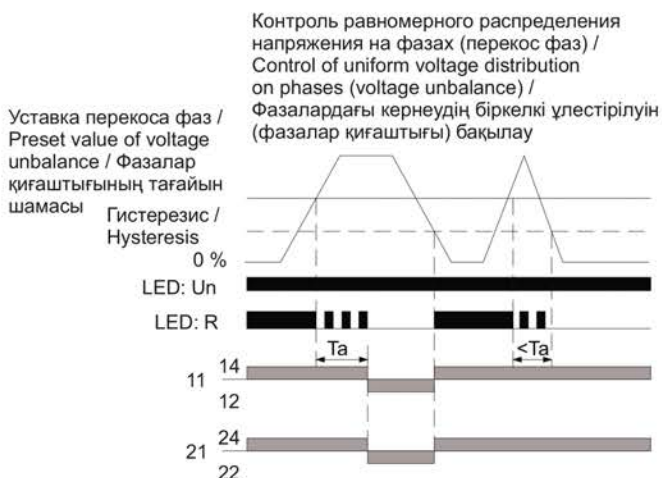 Контроль равномерного распределения
напряжения на фазах (перекос фаз) /
Control of uniform voltage distribution
on phases (voltage unbalance) /
Фазалардағы кернеудің біркелкі ұлестірілуін
(фазалар қиғаштығы) бақылау
Уставка перекоса фаз /
Preset value of voltage
unbalance / Фазалар
қиғаштығының тағайын
шамасы
Гистерезис /
Hysteresis
0 %
LED: Un
LED: R
Ta
<Ta
14
11
12
24
21
22